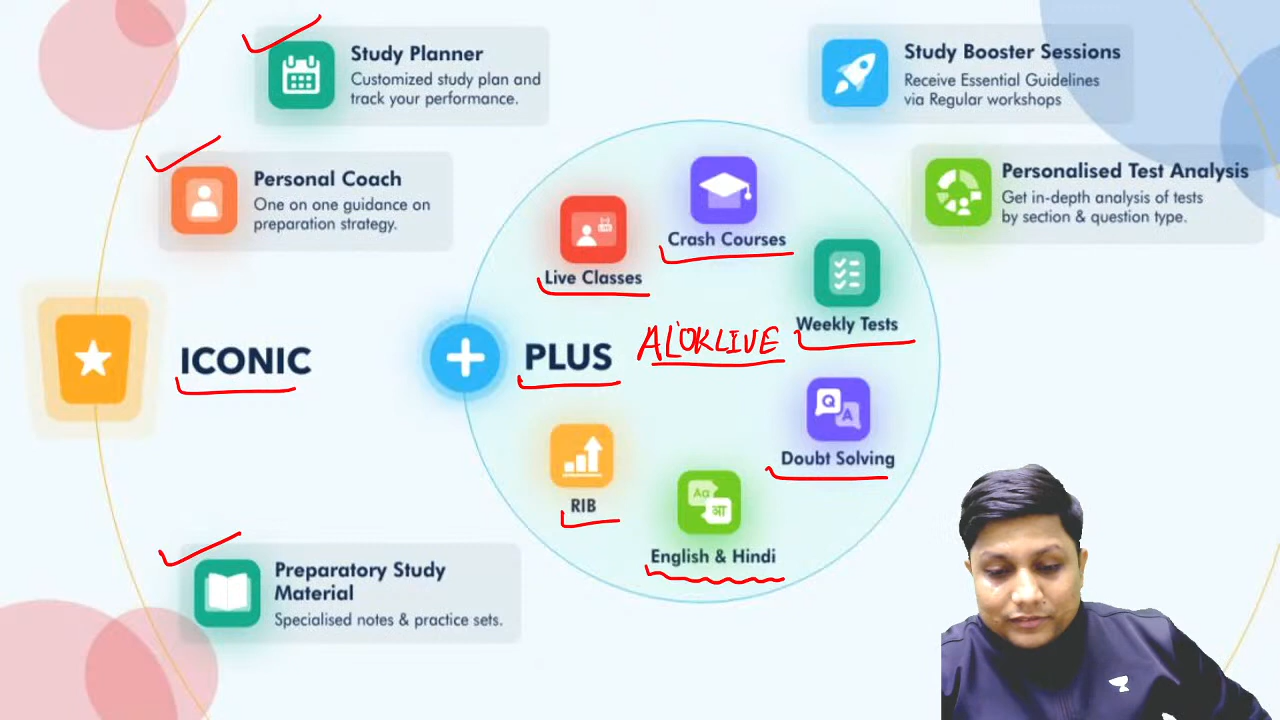 Study Planner
Customized study plan and
track your performance.
Study Booster Sessions
Receive Essential Guidelines
via Regular workshops
Personal Coach
One on one guidance on
preparation strategy.
Personalised Test Analysis
Get in-depth analysis of tests
by section & question type.
Crash Courses
Live Classes
Weekly Tests
ICONIC
PLUS
ALOKLIVE
Q
A
Doubt Solving
RIB
Aa
आ
English & Hindi
Preparatory Study
Material
Specialised notes & practice sets.